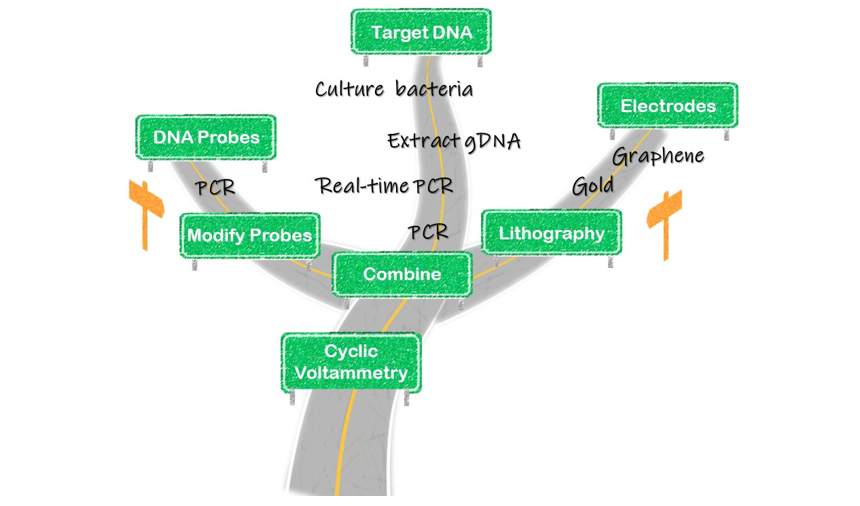 Target DNA
Culture bacteria
Electrodes
DNA Probes
Extract gDNA
Graphene
PCR
Real-time PCR
Gold
Modify Probes
PCR
Lithography
Combine
Cyclic
Voltammetry